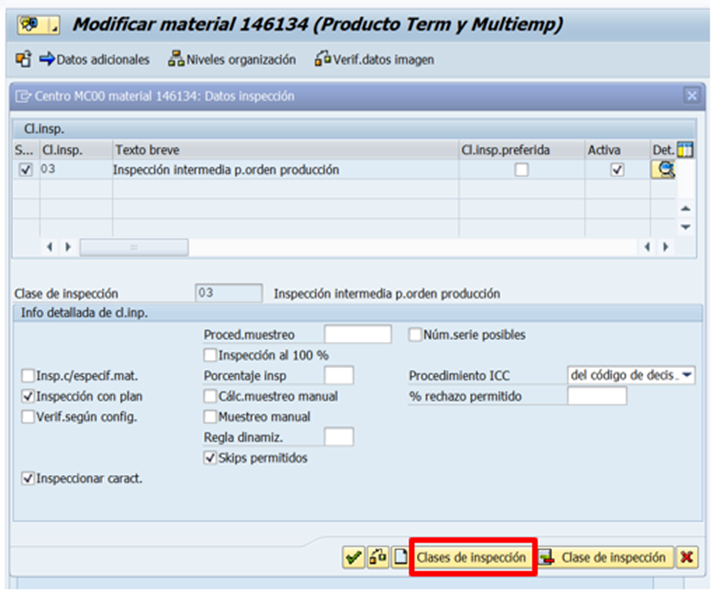 Modificar material 146134 (Producto Term y Multiemp)
Datos adicionales Niveles organización Verif.datos imagen
Centro MC00 material 146134: Datos inspección
Cl.insp.
S... Cl.insp. Texto breve Cl.insp.preferida Activa Det.
03 Inspección intermedia p.orden producción
Clase de inspección 03 Inspección intermedia p.orden producción
Info detallada de cl.inp.
Proced.muestreo Núm.serie posibles
Inspección al 100 %
Insp.c/especif.mat. Porcentaje insp Procedimiento ICC del código de decis.
Inspección con plan Cálc.muestreo manual % rechazo permitido
Verif.según config. Muestreo manual
Regla dinamiz.
Skips permitidos
Inspeccionar caract.
Clases de inspección Clase de inspección